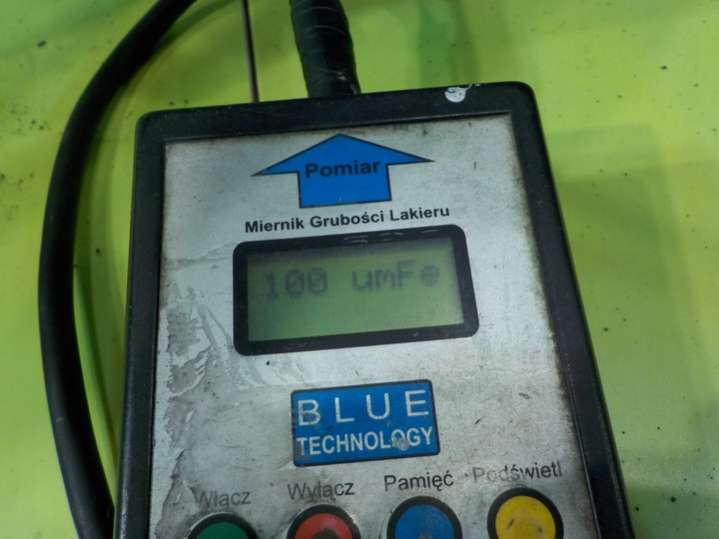 Pomiar
Miernik Grubości Lakieru
100 umFe
BLUE
TECHNOLOGY
Włącz Wyłącz Pamięć Podświetl